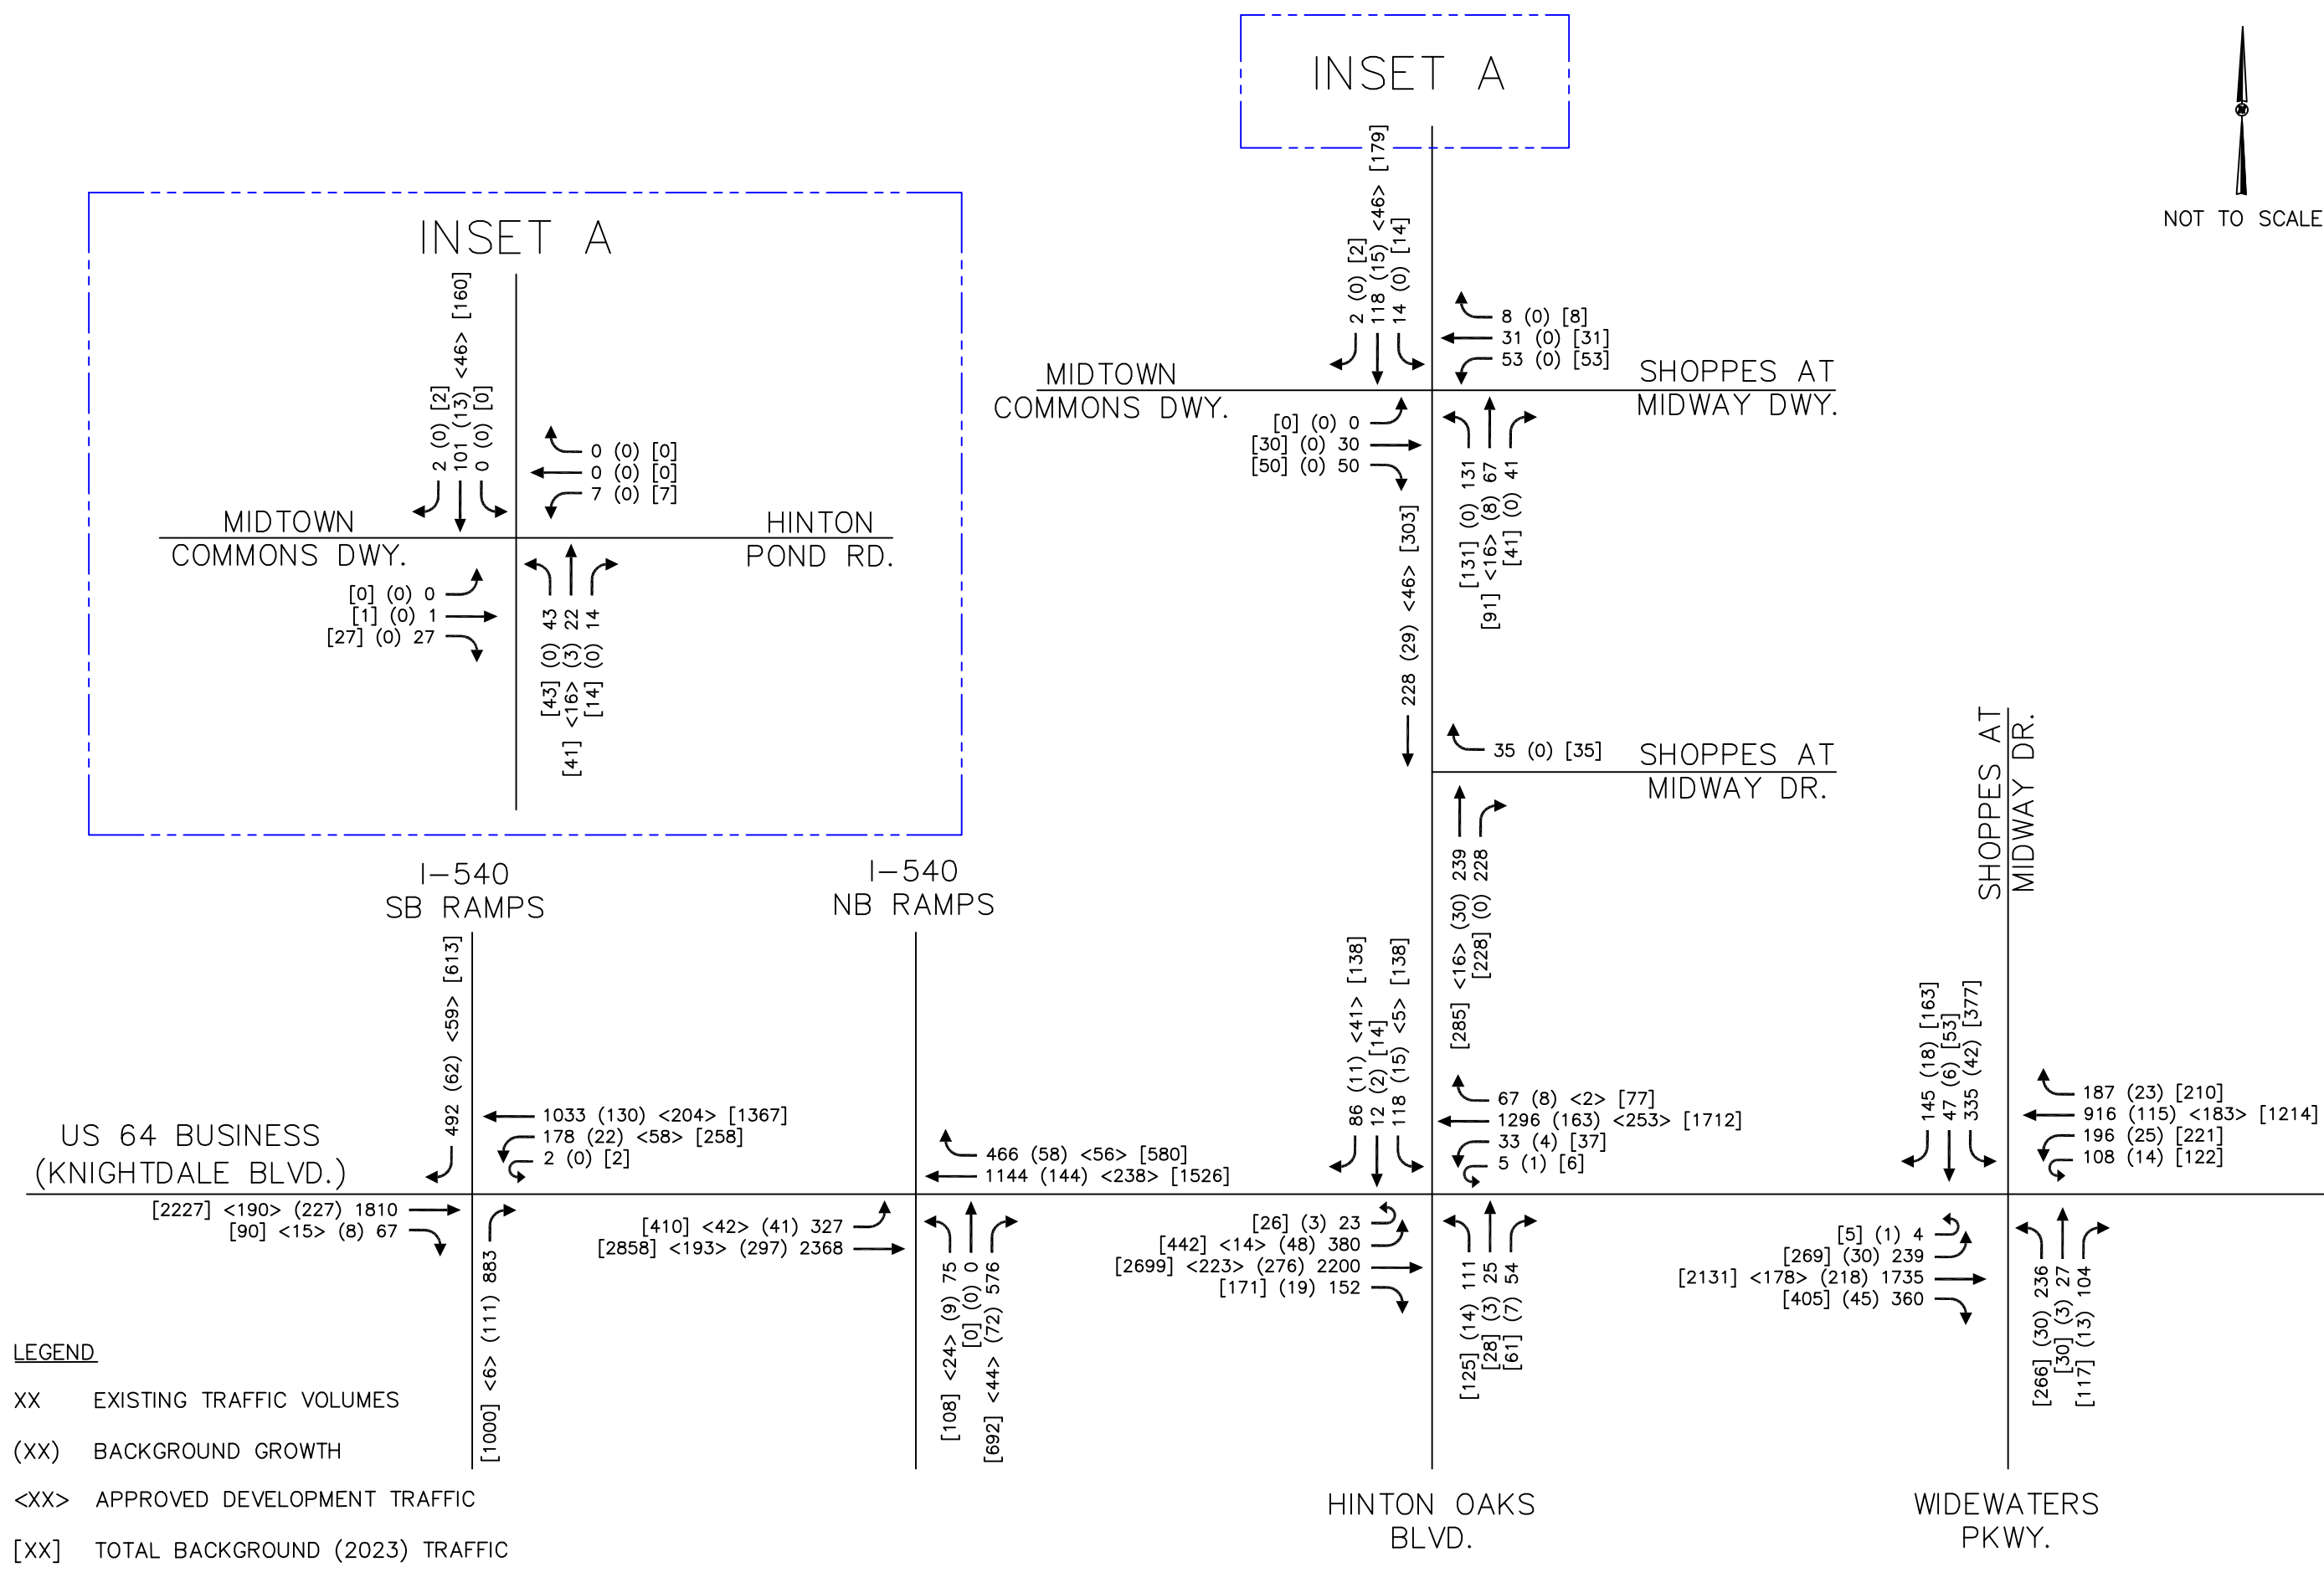 INSET A
NOT TO SCALE
INSET A
2 (0) [2]
101 (13) <46> [160]
0 (0) [0]
0 (0) [0]
0 (0) [0]
7 (0) [7]
MIDTOWN
COMMONS DWY.
HINTON
POND RD.
[0] (0) 0
[1] (0) 1
[27] (0) 27
[43] (0) 43
[41] <16> (3) 22
[14] (0) 14
2 (0) [2]
118 (15) <46> [179]
14 (0) [14]
8 (0) [8]
31 (0) [31]
53 (0) [53]
MIDTOWN
COMMONS DWY.
SHOPPES AT
MIDWAY DWY.
[0] (0) 0
[30] (0) 30
[50] (0) 50
[131] (0) 131
[91] <16> (8) 67
[41] (0) 41
228 (29) <46> [303]
35 (0) [35]
SHOPPES AT
MIDWAY DR.
[285] <16> (30) 239
[228] (0) 228
SHOPPES AT
MIDWAY DR.
I-540
SB RAMPS
492 (62) <59> [613]
1033 (130) <204> [1367]
178 (22) <58> [258]
2 (0) [2]
US 64 BUSINESS
(KNIGHTDALE BLVD.)
[2227] <190> (227) 1810
[90] <15> (8) 67
[1000] <6> (111) 883
I-540
NB RAMPS
466 (58) <56> [580]
1144 (144) <238> [1526]
[410] <42> (41) 327
[2858] <193> (297) 2368
[108] <24> (9) 75
[0] (0) 0
[692] <44> (72) 576
86 (11) <41> [138]
12 (2) [14]
118 (15) <5> [138]
67 (8) <2> [77]
1296 (163) <253> [1712]
33 (4) [37]
5 (1) [6]
[26] (3) 23
[442] <14> (48) 380
[2699] <223> (276) 2200
[171] (19) 152
[125] (14) 111
[28] (3) 25
[61] (7) 54
HINTON OAKS
BLVD.
145 (18) [163]
47 (6) [53]
335 (42) [377]
187 (23) [210]
916 (115) <183> [1214]
196 (25) [221]
108 (14) [122]
[5] (1) 4
[269] (30) 239
[2131] <178> (218) 1735
[405] (45) 360
[266] (30) 236
[30] (3) 27
[117] (13) 104
WIDEWATERS
PKWY.
LEGEND
XX EXISTING TRAFFIC VOLUMES
(XX) BACKGROUND GROWTH
<XX> APPROVED DEVELOPMENT TRAFFIC
[XX] TOTAL BACKGROUND (2023) TRAFFIC